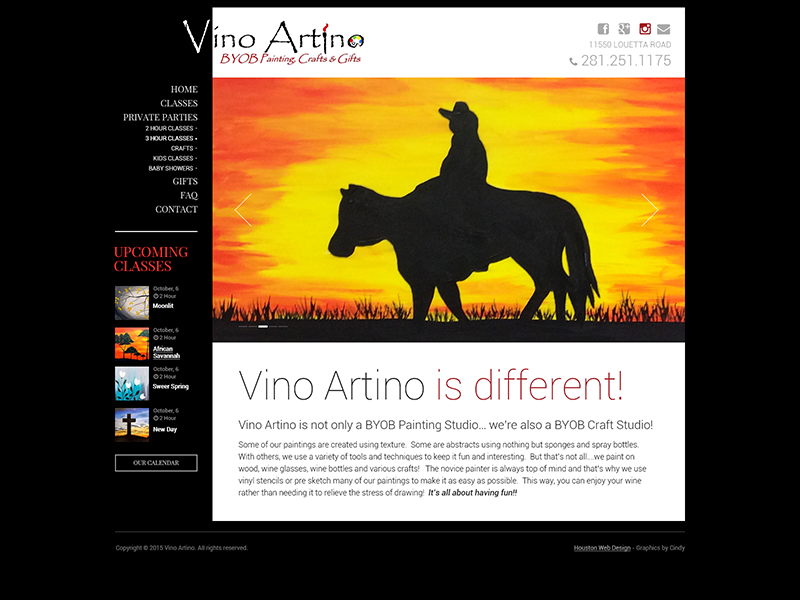 Vino Artino
BYOB Painting, Crafts & Gifts
11550 LOUETTA ROAD
281.251.1175
HOME
CLASSES
PRIVATE PARTIES
2 HOUR CLASSES
3 HOUR CLASSES
CRAFTS
KIDS CLASSES
BABY SHOWERS
GIFTS
FAQ
CONTACT
UPCOMING
CLASSES
October, 6
2 Hour
Moonlit
October, 6
2 Hour
African
Savannah
October, 6
2 Hour
Sweer Spring
October, 6
2 Hour
New Day
OUR CALENDAR
Vino Artino is different!
Vino Artino is not only a BYOB Painting Studio... we're also a BYOB Craft Studio!
Some of our paintings are created using texture. Some are abstracts using nothing but sponges and spray bottles.
With others, we use a variety of tools and techniques to keep it fun and interesting. But that's not all....we paint on
wood, wine glasses, wine bottles and various crafts! The novice painter is always top of mind and that's why we use
vinyl stencils or pre sketch many of our paintings to make it as easy as possible. This way, you can enjoy your wine
rather than needing it to relieve the stress of drawing! It's all about having fun!!
Copyright © 2015 Vino Artino. All rights reserved.
Houston Web Design - Graphics by Cindy